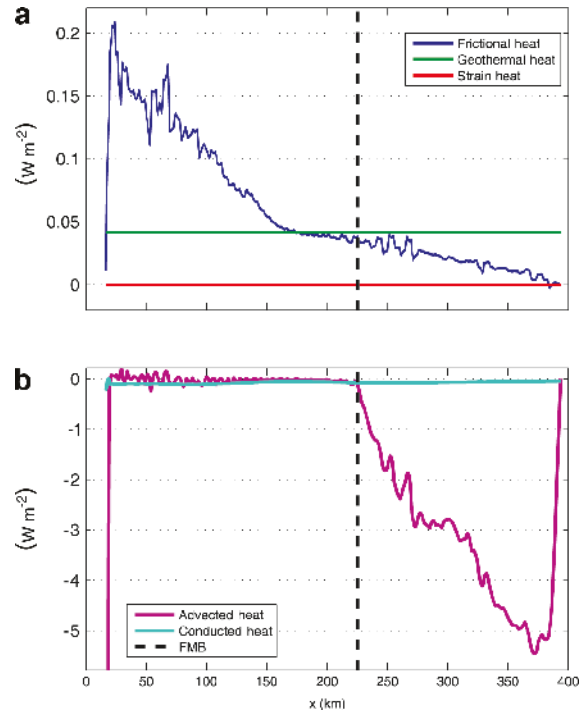 a
0.2
0.15
0.1
0.05
0
(W m⁻²)
Frictional heat
Geothermal heat
Strain heat
b
0
-1
-2
-3
-4
-5
(W m⁻²)
Advected heat
Conducted heat
FMB
0 50 100 150 200 250 300 350 400
x (km)